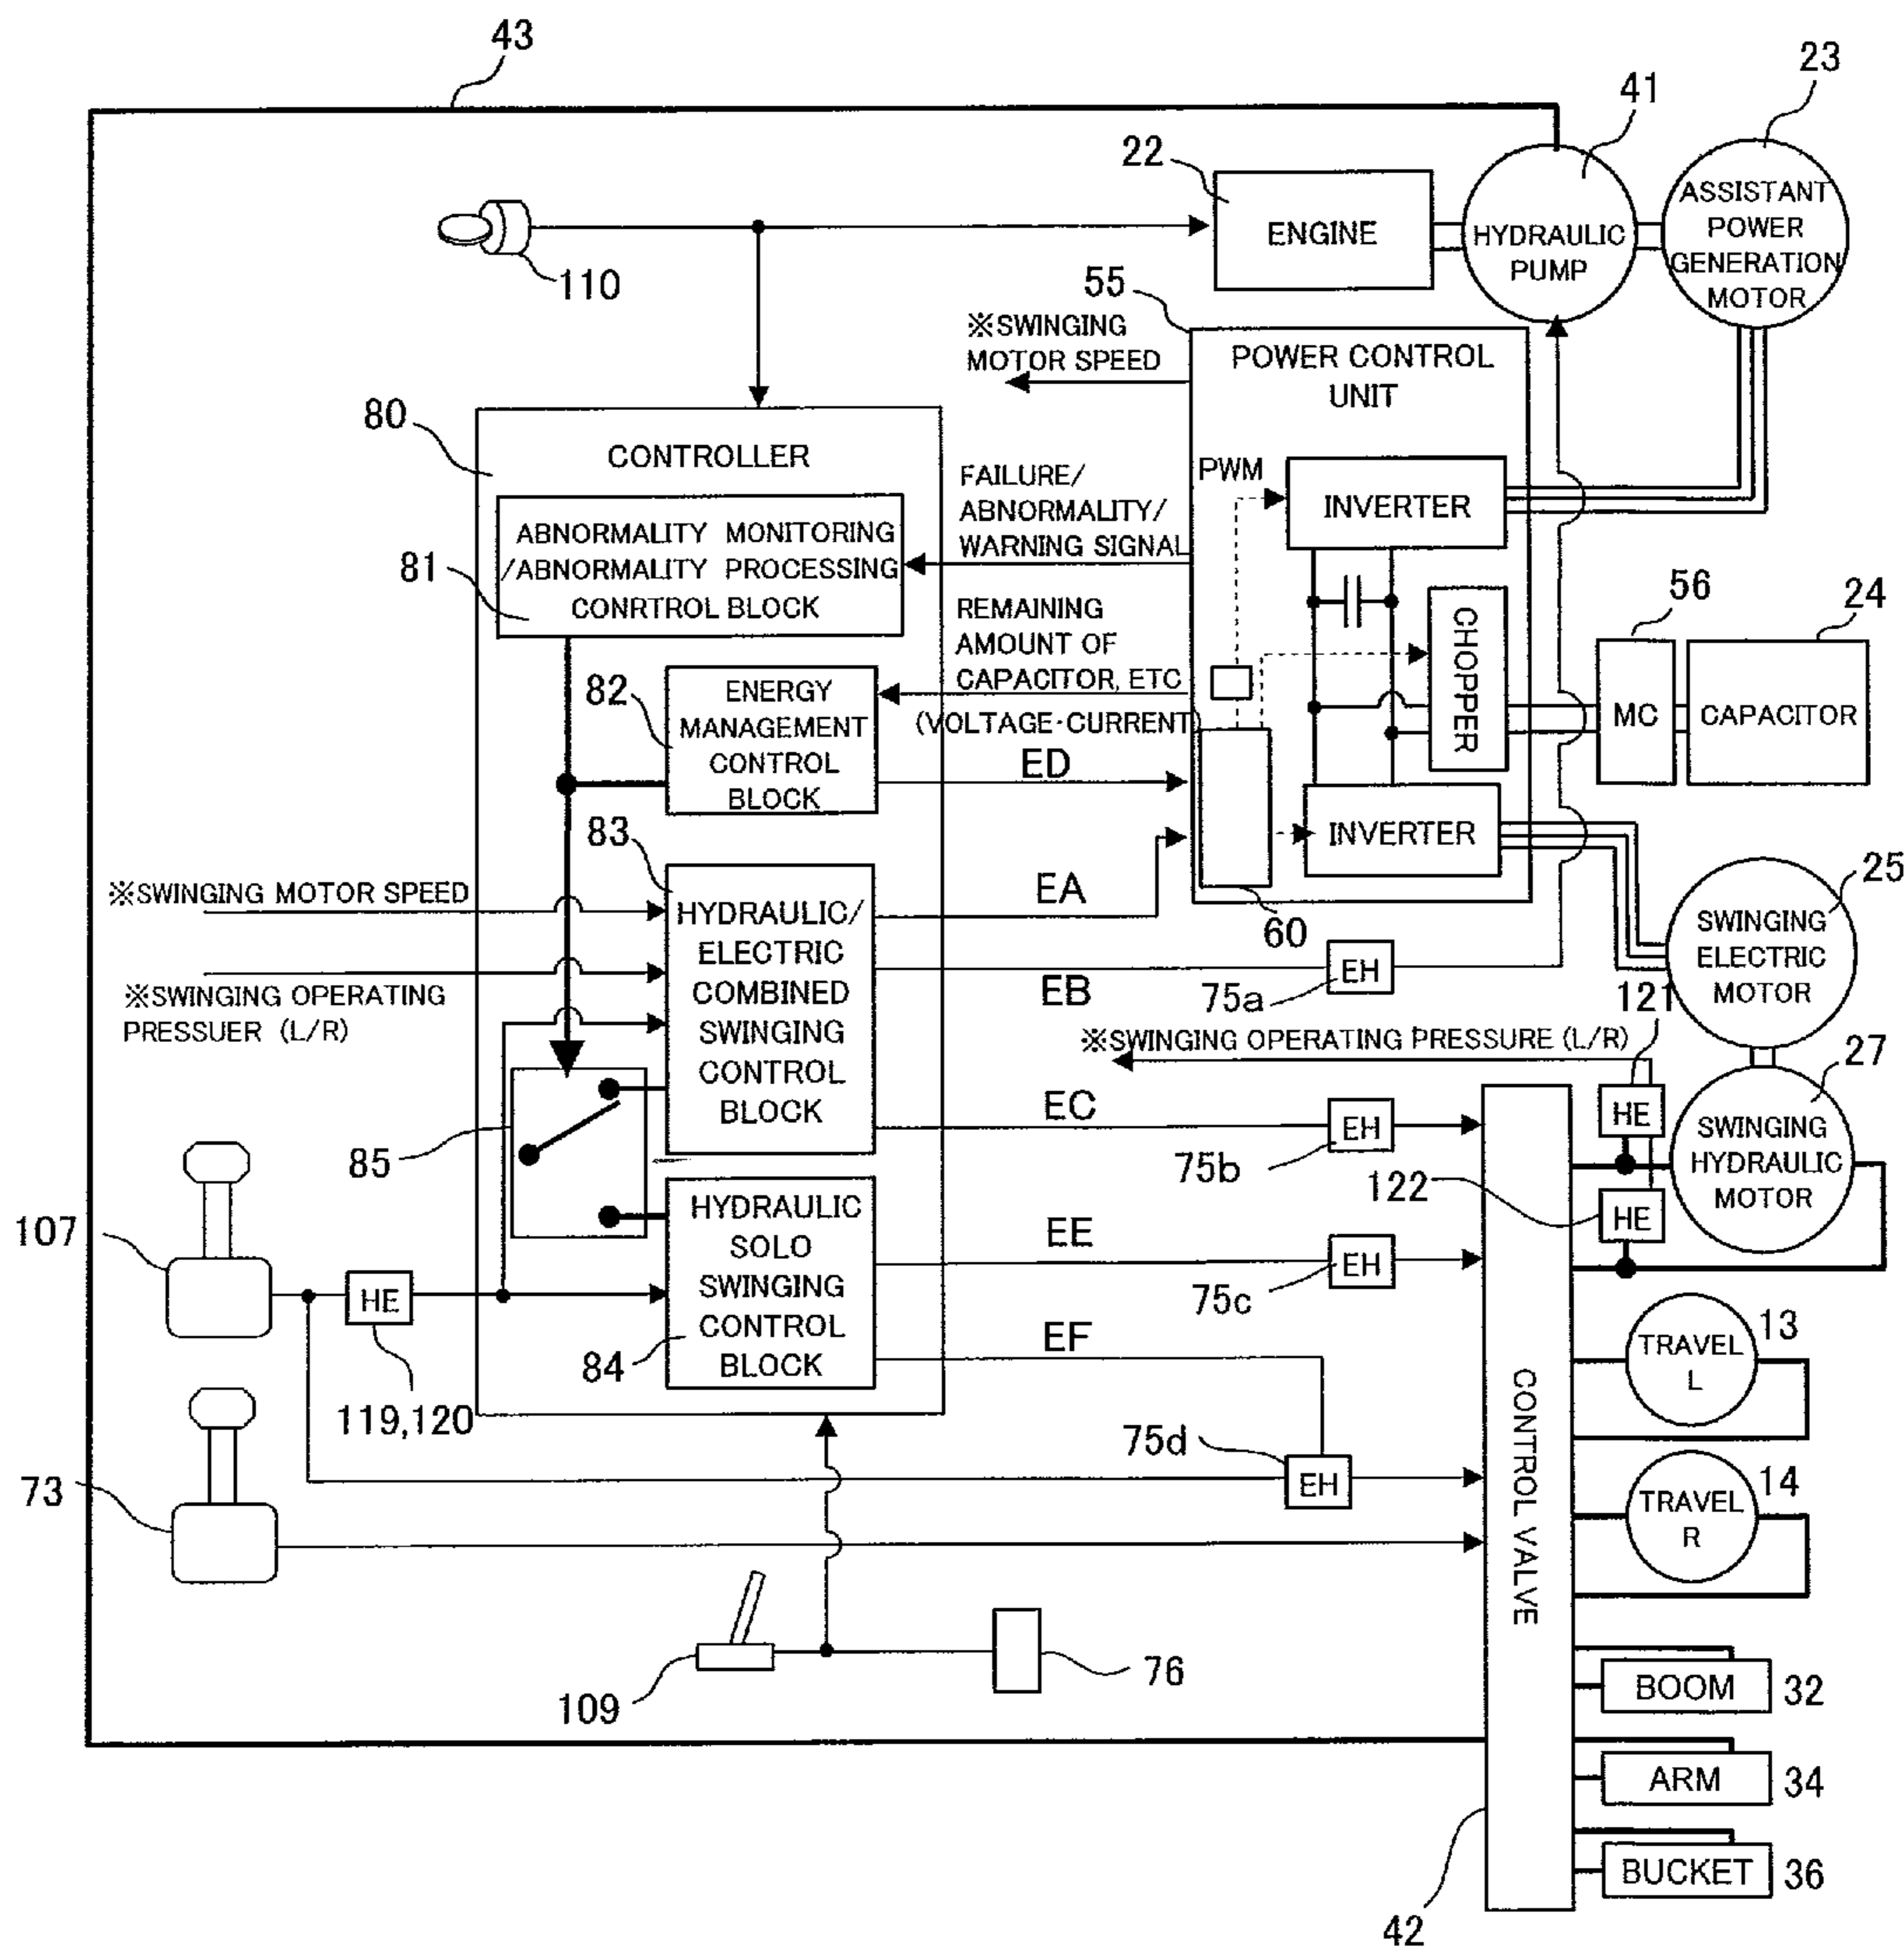 43
23
41
22
ASSISTANT
POWER
GENERATION
MOTOR
ENGINE
HYDRAULIC
PUMP
110
55
※SWINGING
MOTOR SPEED
POWER CONTROL
UNIT
80
CONTROLLER
FAILURE/
ABNORMALITY/
WARNING SIGNAL
PWM
INVERTER
ABNORMALITY MONITORING
/ABNORMALITY PROCESSING
CONRTROL BLOCK
81
REMAINING
AMOUNT OF
CAPACITOR, ETC
(VOLTAGE·CURRENT)
CHOPPER
56
24
MC
CAPACITOR
82
ENERGY
MANAGEMENT
CONTROL
BLOCK
ED
INVERTER
83
※SWINGING MOTOR SPEED
EA
60
25
HYDRAULIC/
ELECTRIC
COMBINED
SWINGING
CONTROL
BLOCK
SWINGING
ELECTRIC
MOTOR
※SWINGING OPERATING
PRESSUER (L/R)
EB
EH
75a
121
※SWINGING OPERATING PRESSURE (L/R)
27
85
EC
EH
75b
HE
SWINGING
HYDRAULIC
MOTOR
122
HE
107
HE
119,120
HYDRAULIC
SOLO
SWINGING
CONTROL
BLOCK
84
EE
EH
75c
EF
TRAVEL
L
13
73
75d
EH
CONTROL VALVE
TRAVEL
R
14
109
76
BOOM
32
ARM
34
BUCKET
36
42